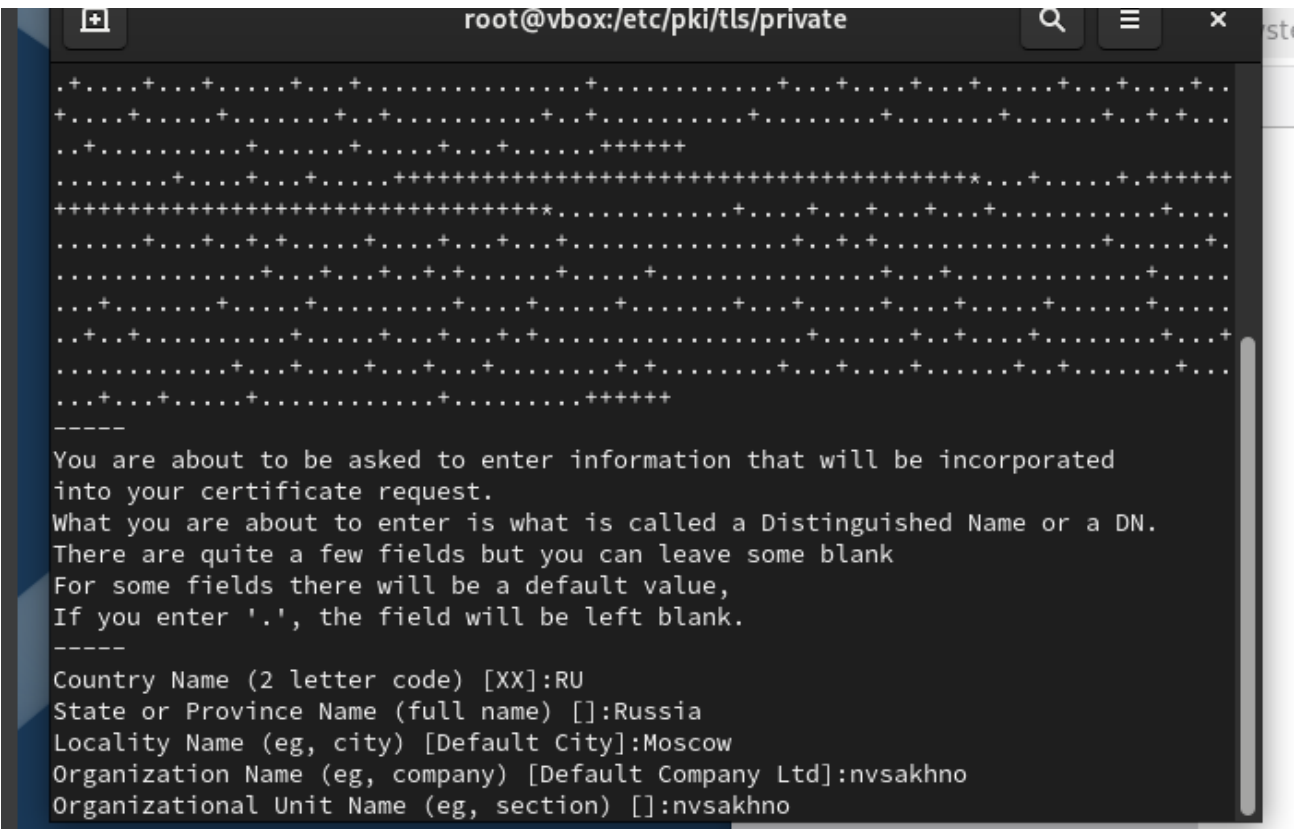 root@vbox:/etc/pki/tls/private
.+....+...+.....+...+...............+............+...+....+...+.....+...+....+..
+....+.....+.......+..+..........+..+..........+........+.......+......+..+.+...
..+..........+......+.....+...+......++++++
........+....+...+.....+++++++++++++++++++++++++++++++++++++++*...+.....+.++++++
+++++++++++++++++++++++++++++++++*............+....+...+...+...+...........+....
......+...+..+.+.....+....+...+...+...............+..+.+...............+......+.
..............+...+...+..+.+......+.....+...............+...+.............+.....
...+.......+.....+.........+....+.....+.......+...+.....+....+.....+......+.....
..+..+..........+.....+...+...+.+..................+......+..+....+........+...+
............+...+....+...+...+........+.+........+...+....+......+..+.......+...
...+...+.....+............+.........++++++
-----
You are about to be asked to enter information that will be incorporated
into your certificate request.
What you are about to enter is what is called a Distinguished Name or a DN.
There are quite a few fields but you can leave some blank
For some fields there will be a default value,
If you enter '.', the field will be left blank.
-----
Country Name (2 letter code) [XX]:RU
State or Province Name (full name) []:Russia
Locality Name (eg, city) [Default City]:Moscow
Organization Name (eg, company) [Default Company Ltd]:nvsakhno
Organizational Unit Name (eg, section) []:nvsakhno